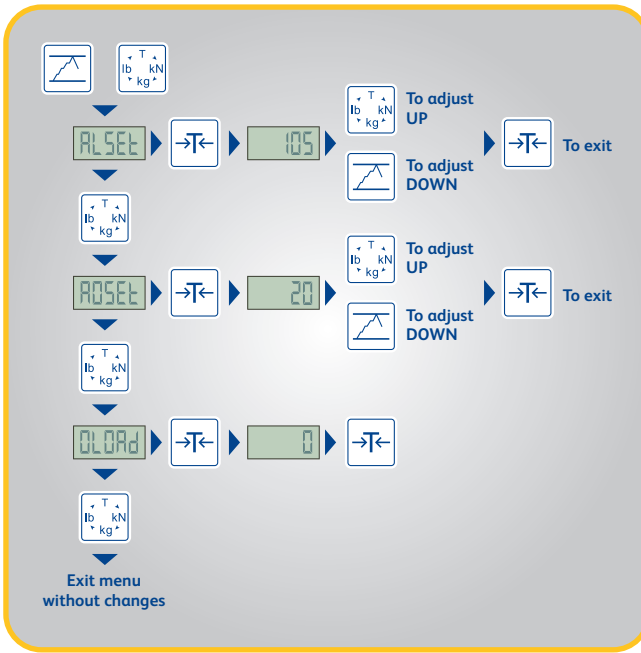 T
lb kN
kg
ALSEt
→T←
105
T
lb kN
kg
To adjust
UP
To adjust
DOWN
→T←
To exit
T
lb kN
kg
AOSEt
→T←
20
T
lb kN
kg
To adjust
UP
To adjust
DOWN
→T←
To exit
T
lb kN
kg
OLOAd
→T←
0
→T←
T
lb kN
kg
Exit menu
without changes